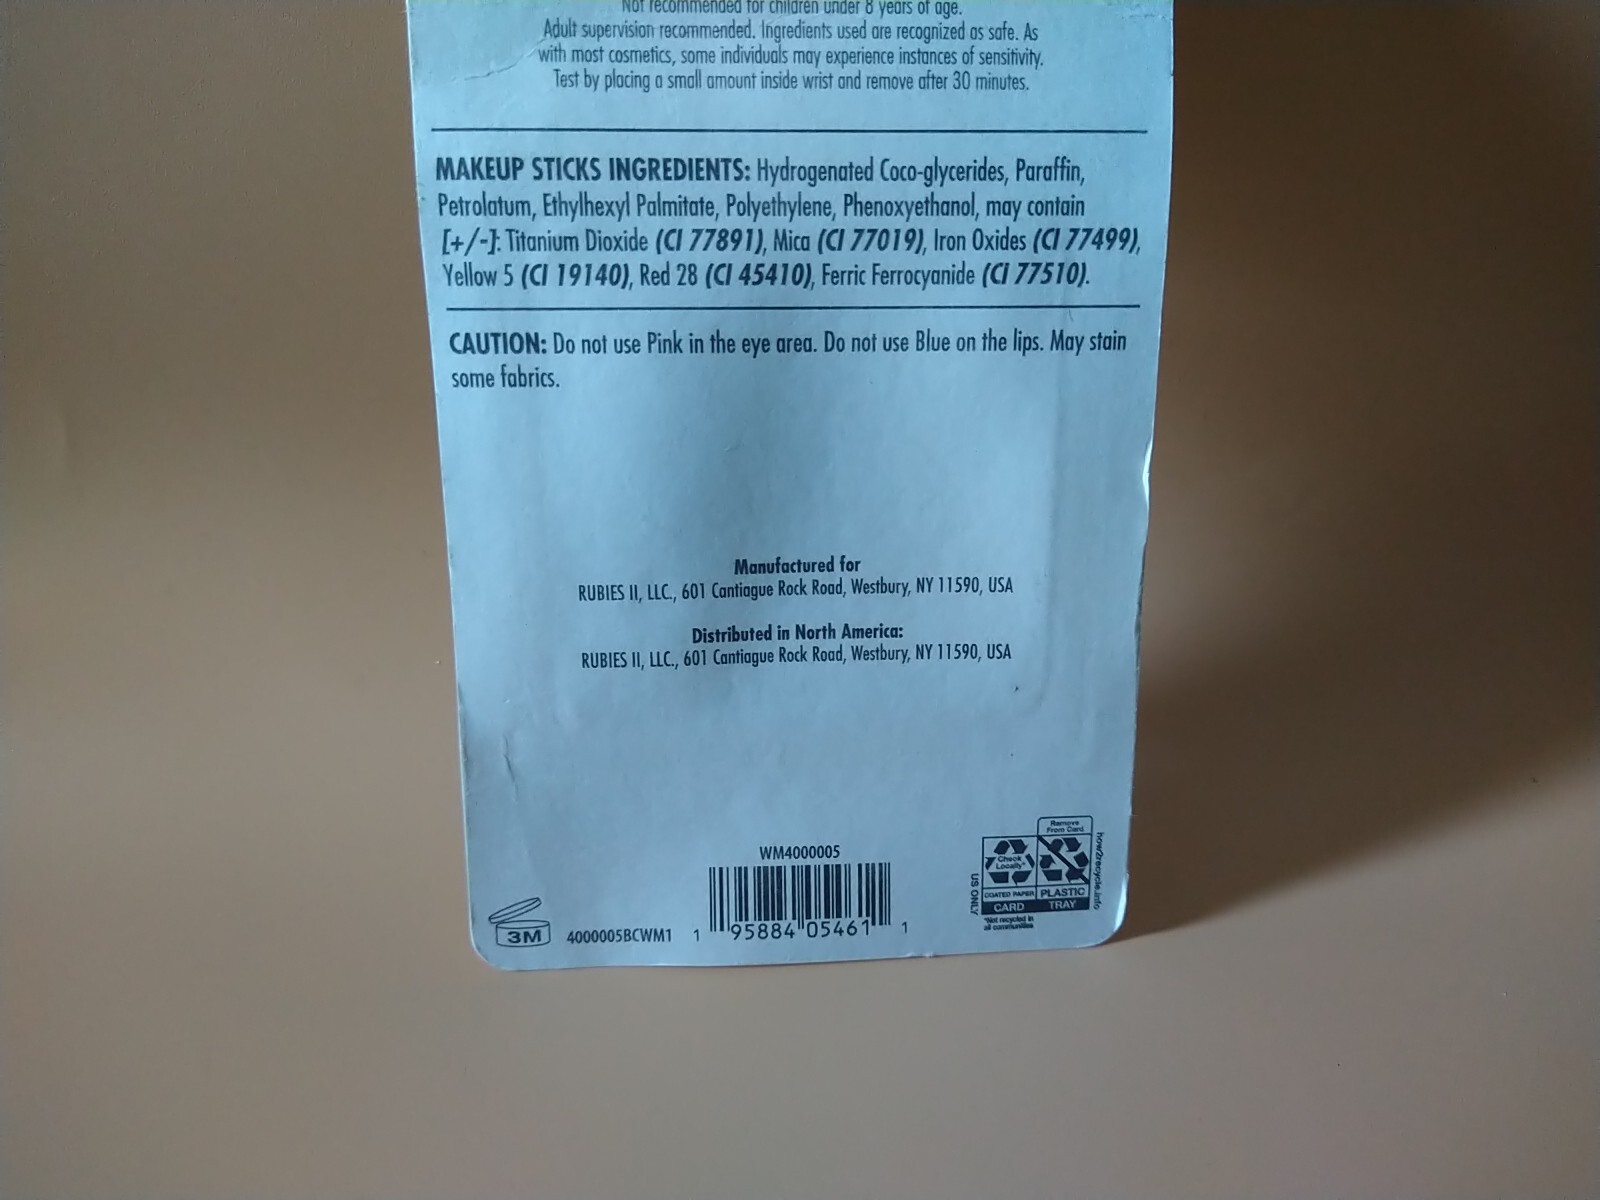 Not recommended for children under 8 years of age.
Adult supervision recommended. Ingredients used are recognized as safe. As
with most cosmetics, some individuals may experience instances of sensitivity.
Test by placing a small amount inside wrist and remove after 30 minutes.
MAKEUP STICKS INGREDIENTS: Hydrogenated Coco-glycerides, Paraffin,
Petrolatum, Ethylhexyl Palmitate, Polyethylene, Phenoxyethanol, may contain
[+/-]: Titanium Dioxide (CI 77891), Mica (CI 77019), Iron Oxides (CI 77499),
Yellow 5 (CI 19140), Red 28 (CI 45410), Ferric Ferrocyanide (CI 77510).
CAUTION: Do not use Pink in the eye area. Do not use Blue on the lips. May stain
some fabrics.
Manufactured for
RUBIES II, LLC., 601 Cantiague Rock Road, Westbury, NY 11590, USA
Distributed in North America:
RUBIES II, LLC., 601 Cantiague Rock Road, Westbury, NY 11590, USA
WM4000005
3M
4000005BCWM1
1 95884 05461 1
US ONLY
Remove
From Card
Check
Locally*
COATED PAPER
CARD
PLASTIC
TRAY
*Not recycled in
all communities
how2recycle.info